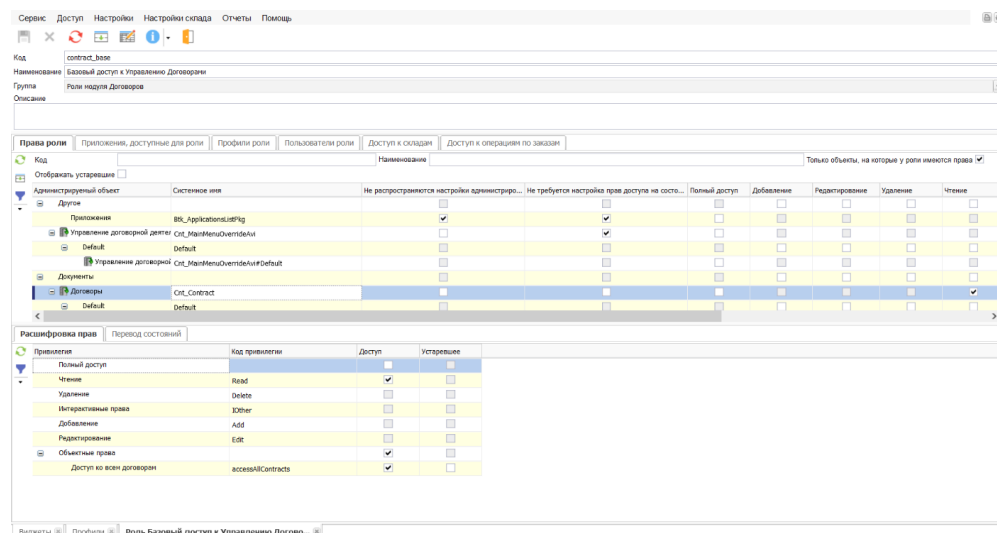 Сервис Доступ Настройки Настройки склада Отчеты Помощь
Код contract_base
Наименование Базовый доступ к Управлению Договорами
Группа Роли модуля Договоров
Описание
Права роли Приложения, доступные для роли Профили роли Пользователи роли Доступ к складам Доступ к операциям по заказам
Код Наименование Только объекты, на которые у роли имеются права
Отображать устаревшие
Администрируемый объект Системное имя Не распространяются настройки администриро... Не требуется настройка прав доступа на состо... Полный доступ Добавление Редактирование Удаление Чтение
Другое
Приложения Btk_ApplicationsListPkg
Управление договорной деятел Cnt_MainMenuOverrideAvi
Default Default
Управление договорной Cnt_MainMenuOverrideAvi#Default
Документы
Договоры Cnt_Contract
Default Default
Расшифровка прав Перевод состояний
Привилегия Код привилегии Доступ Устаревшее
Полный доступ
Чтение Read
Удаление Delete
Интерактивные права IOther
Добавление Add
Редактирование Edit
Объектные права
Доступ ко всем договорам accessAllContracts
Виджеты Профили Роль Базовый доступ к Управлению Догово...